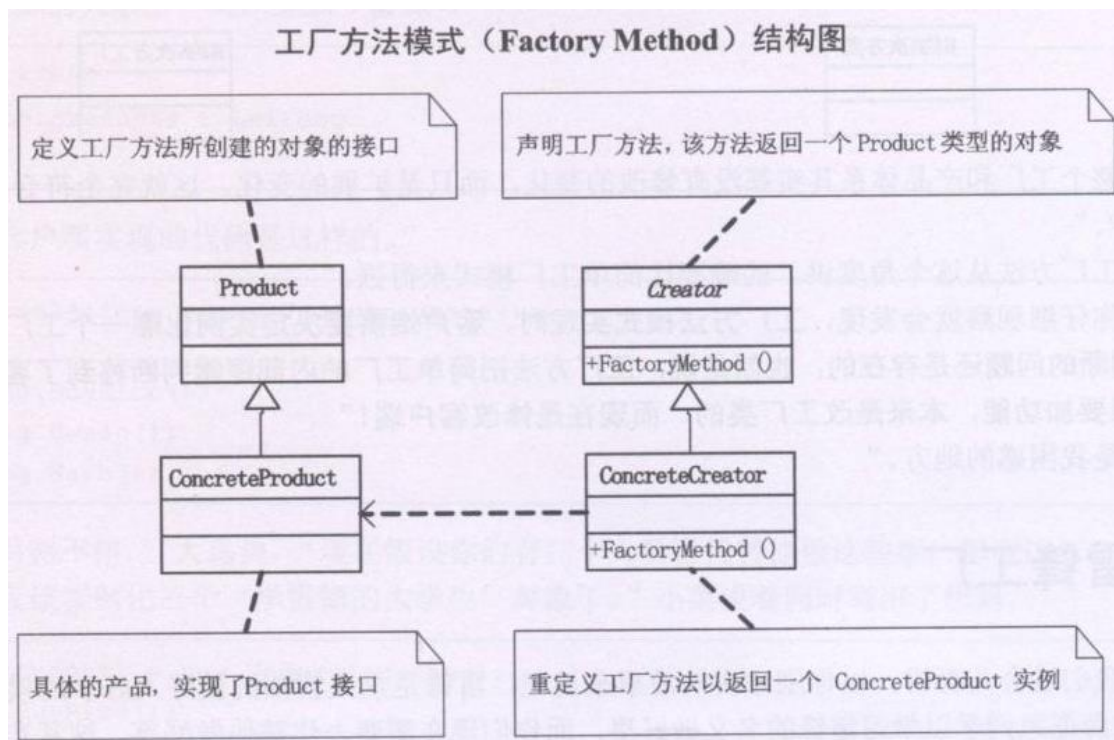 工厂方法模式（Factory Method）结构图
定义工厂方法所创建的对象的接口
声明工厂方法，该方法返回一个 Product 类型的对象
Product
Creator
+FactoryMethod ()
ConcreteProduct
ConcreteCreator
+FactoryMethod ()
具体的产品，实现了Product 接口
重定义工厂方法以返回一个 ConcreteProduct 实例